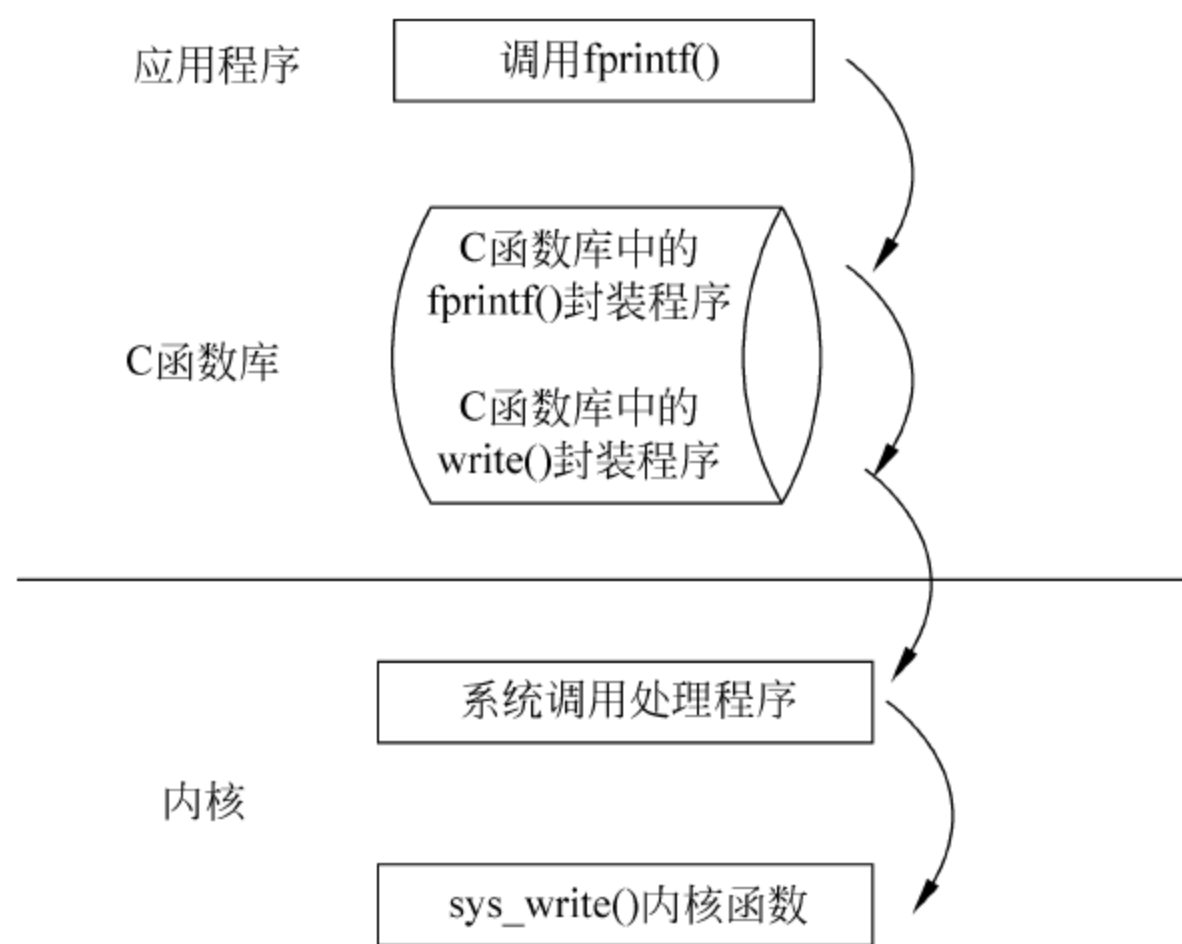 应用程序
调用fprintf()
C函数库中的
fprintf()封装程序
C函数库
C函数库中的
write()封装程序
系统调用处理程序
内核
sys_write()内核函数